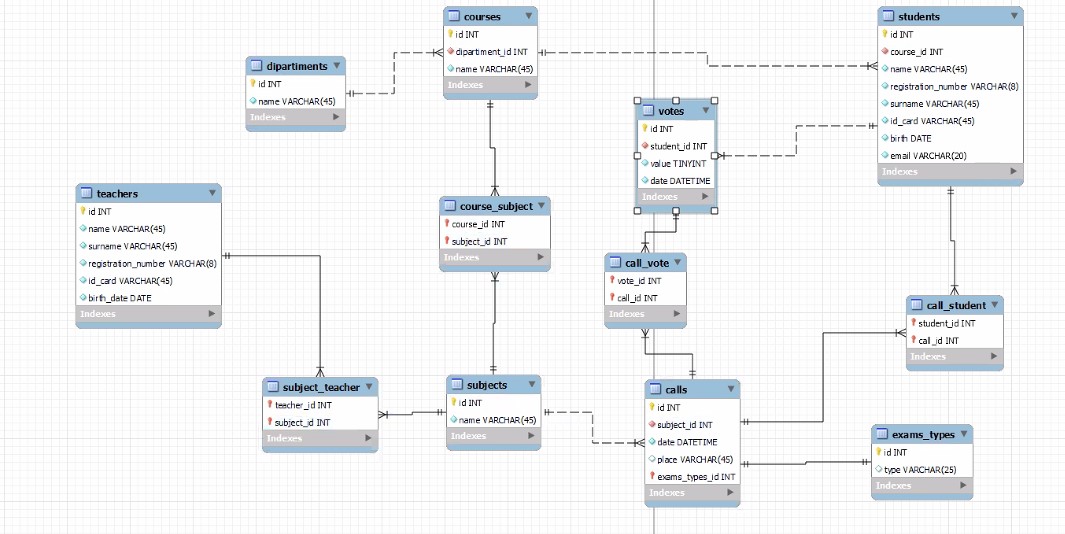 courses
id INT
dipartiment_id INT
name VARCHAR(45)
Indexes
students
id INT
course_id INT
name VARCHAR(45)
registration_number VARCHAR(8)
surname VARCHAR(45)
id_card VARCHAR(45)
birth DATE
email VARCHAR(20)
Indexes
dipartiments
id INT
name VARCHAR(45)
Indexes
votes
id INT
student_id INT
value TINYINT
date DATETIME
Indexes
teachers
id INT
name VARCHAR(45)
surname VARCHAR(45)
registration_number VARCHAR(8)
id_card VARCHAR(45)
birth_date DATE
Indexes
course_subject
course_id INT
subject_id INT
Indexes
call_vote
vote_id INT
call_id INT
Indexes
call_student
student_id INT
call_id INT
Indexes
subject_teacher
teacher_id INT
subject_id INT
Indexes
subjects
id INT
name VARCHAR(45)
Indexes
calls
id INT
subject_id INT
date DATETIME
place VARCHAR(45)
exams_types_id INT
Indexes
exams_types
id INT
type VARCHAR(25)
Indexes